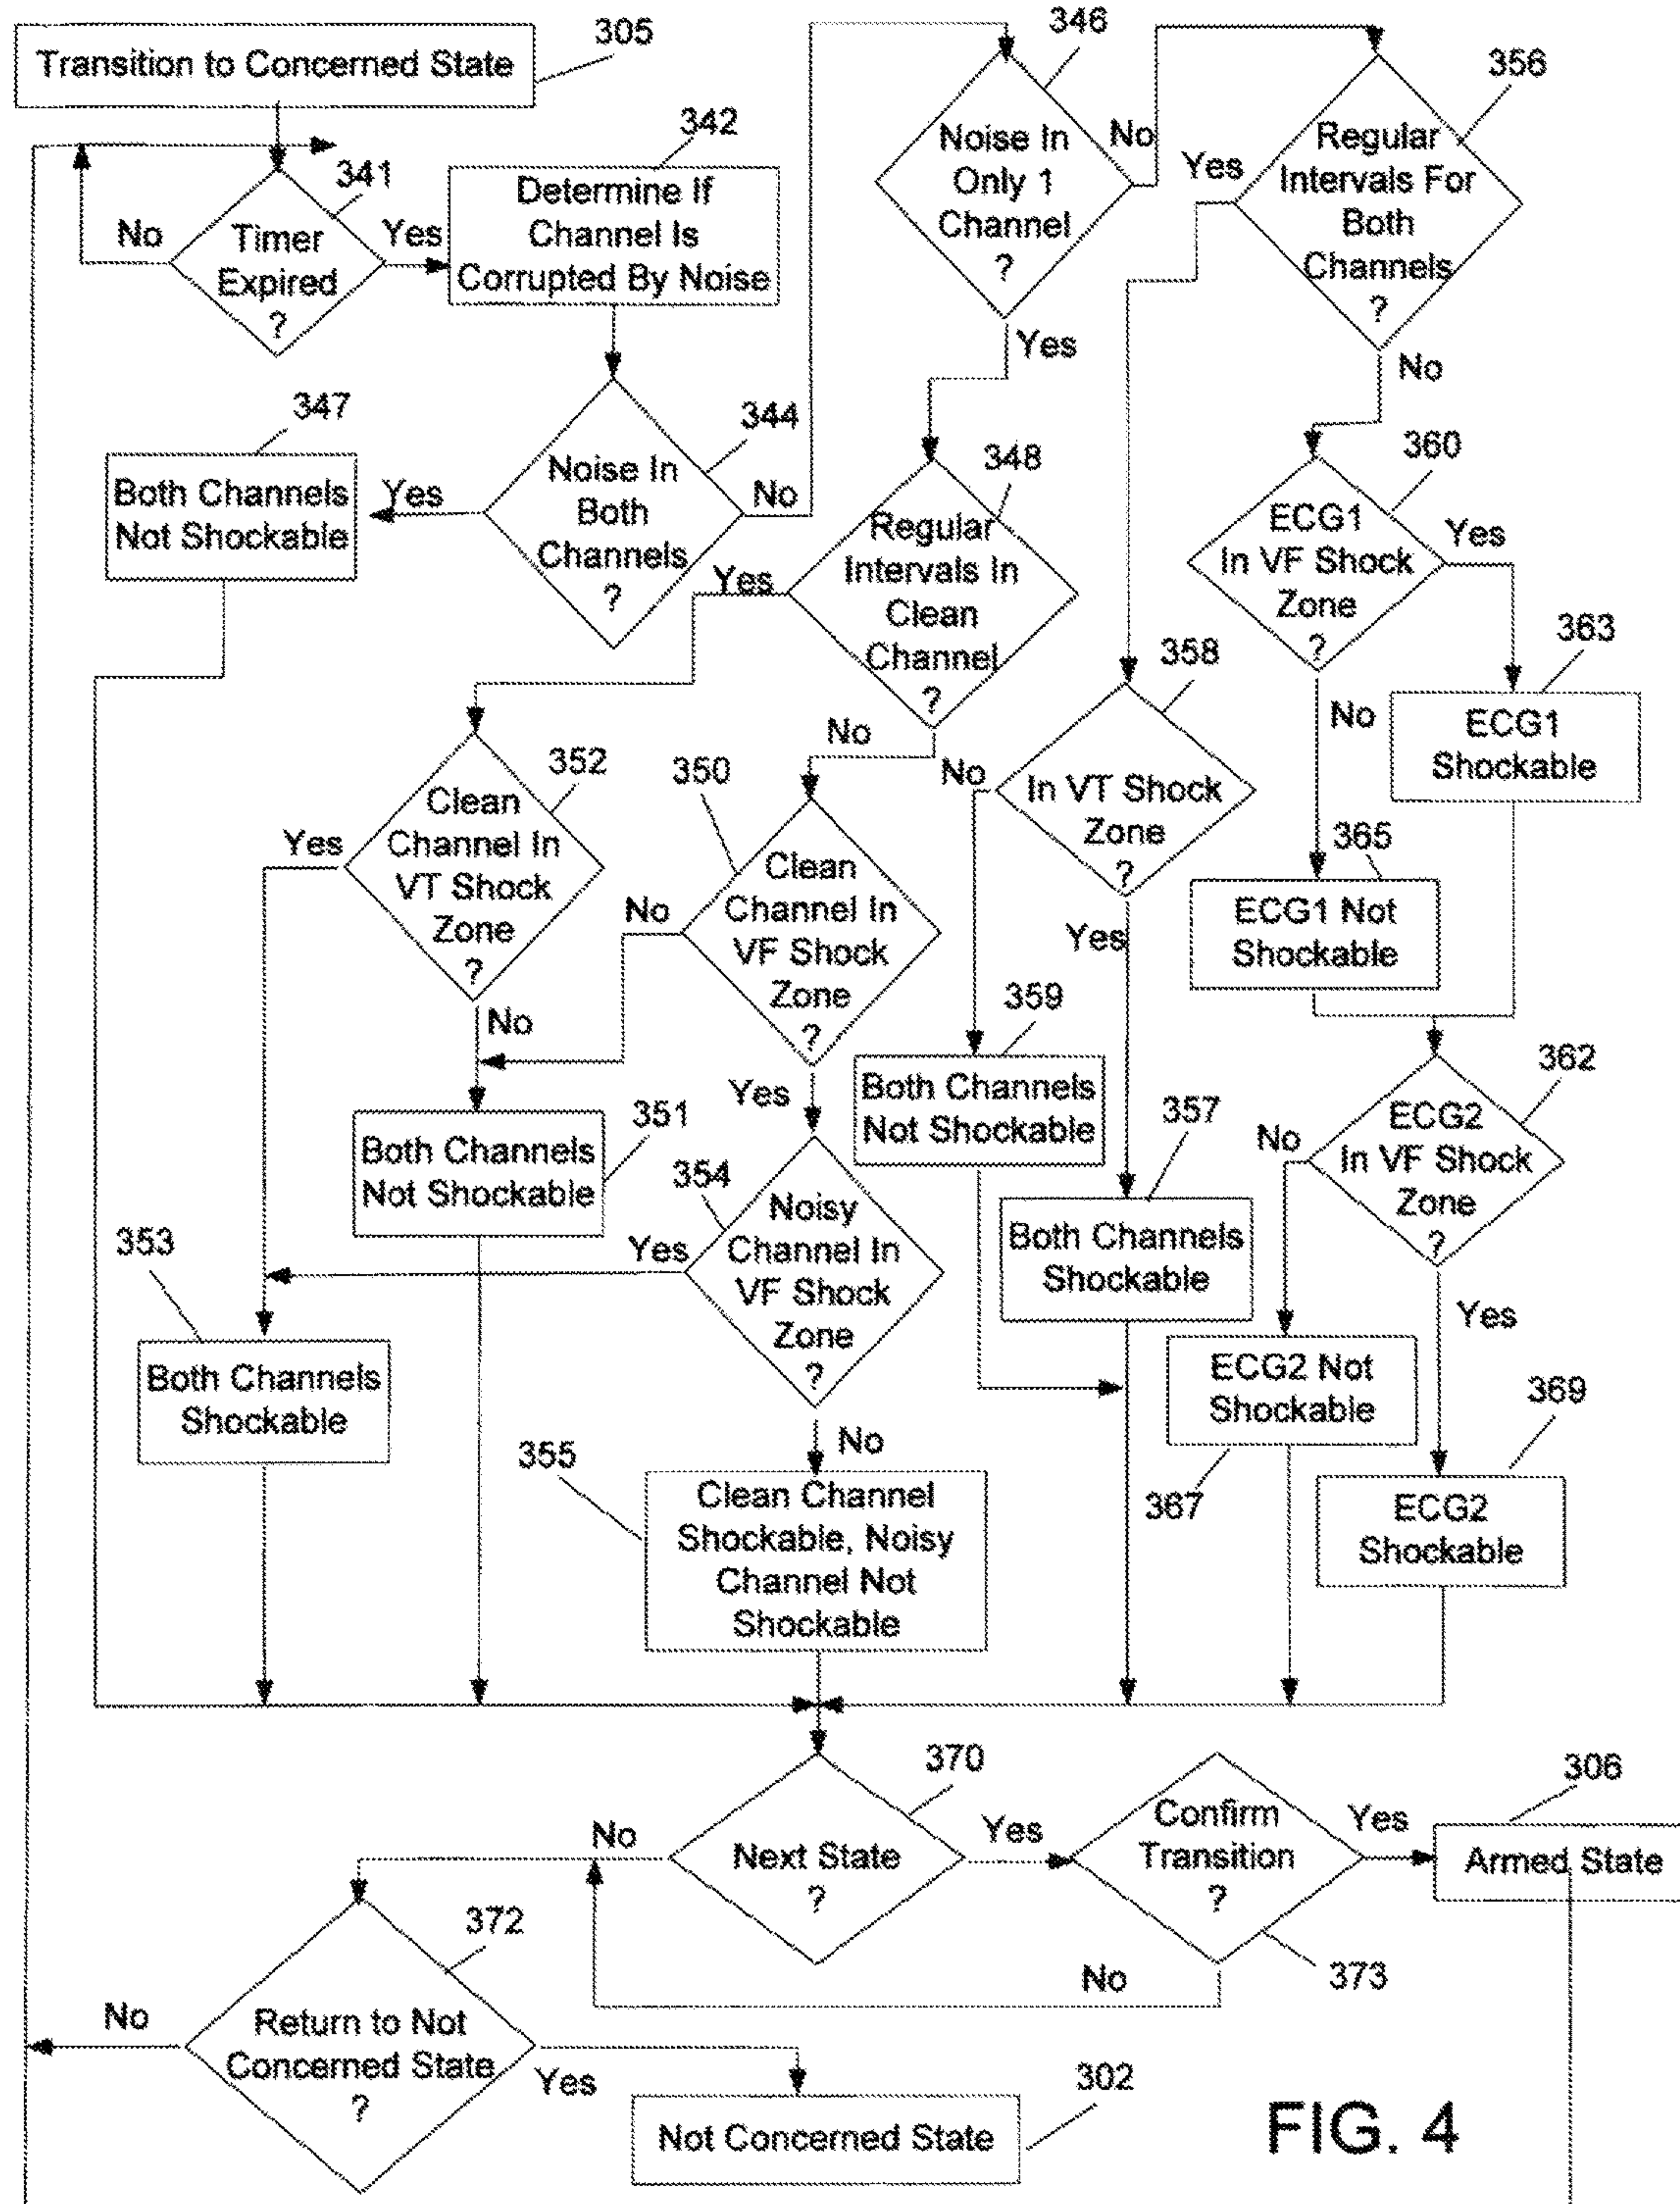 305
Transition to Concerned State
341
Timer
Expired
?
No
Yes
342
Determine If
Channel Is
Corrupted By Noise
344
Noise In
Both
Channels
?
Yes
No
347
Both Channels
Not Shockable
346
Noise In
Only 1
Channel
?
No
Yes
348
Regular
Intervals In
Clean
Channel
?
Yes
No
356
Regular
Intervals For
Both
Channels
?
Yes
No
358
In VT Shock
Zone
?
No
Yes
360
ECG1
In VF Shock
Zone
?
Yes
No
363
ECG1
Shockable
365
ECG1 Not
Shockable
352
Clean
Channel In
VT Shock
Zone
?
Yes
No
350
Clean
Channel In
VF Shock
Zone
?
No
Yes
359
Both Channels
Not Shockable
351
Both Channels
Not Shockable
354
Noisy
Channel In
VF Shock
Zone
?
Yes
No
357
Both Channels
Shockable
362
ECG2
In VF Shock
Zone
?
No
Yes
353
Both Channels
Shockable
355
Clean Channel
Shockable, Noisy
Channel Not
Shockable
367
ECG2 Not
Shockable
369
ECG2
Shockable
370
Next State
?
No
Yes
373
Confirm
Transition
?
Yes
No
306
Armed State
372
Return to Not
Concerned State
?
No
Yes
302
Not Concerned State
FIG. 4